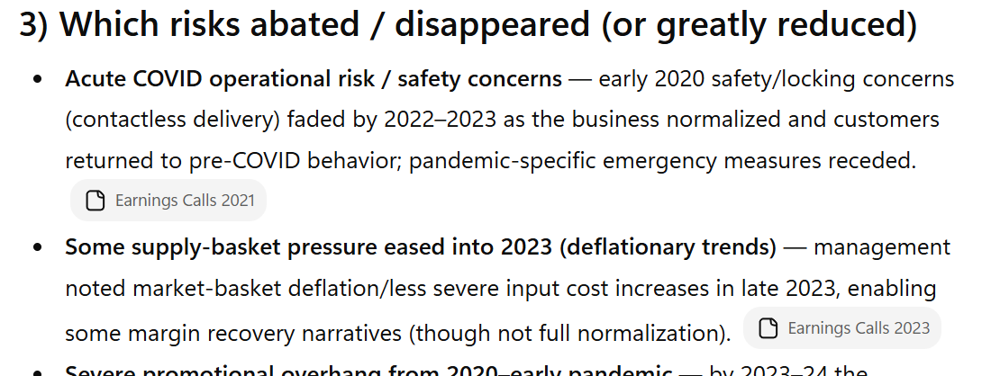 3) Which risks abated / disappeared (or greatly reduced)
• Acute COVID operational risk / safety concerns — early 2020 safety/locking concerns
(contactless delivery) faded by 2022–2023 as the business normalized and customers
returned to pre-COVID behavior; pandemic-specific emergency measures receded.
Earnings Calls 2021
• Some supply-basket pressure eased into 2023 (deflationary trends) — management
noted market-basket deflation/less severe input cost increases in late 2023, enabling
some margin recovery narratives (though not full normalization). Earnings Calls 2023
• Severe promotional overhang from 2020–early pandemic — by 2023–24 the